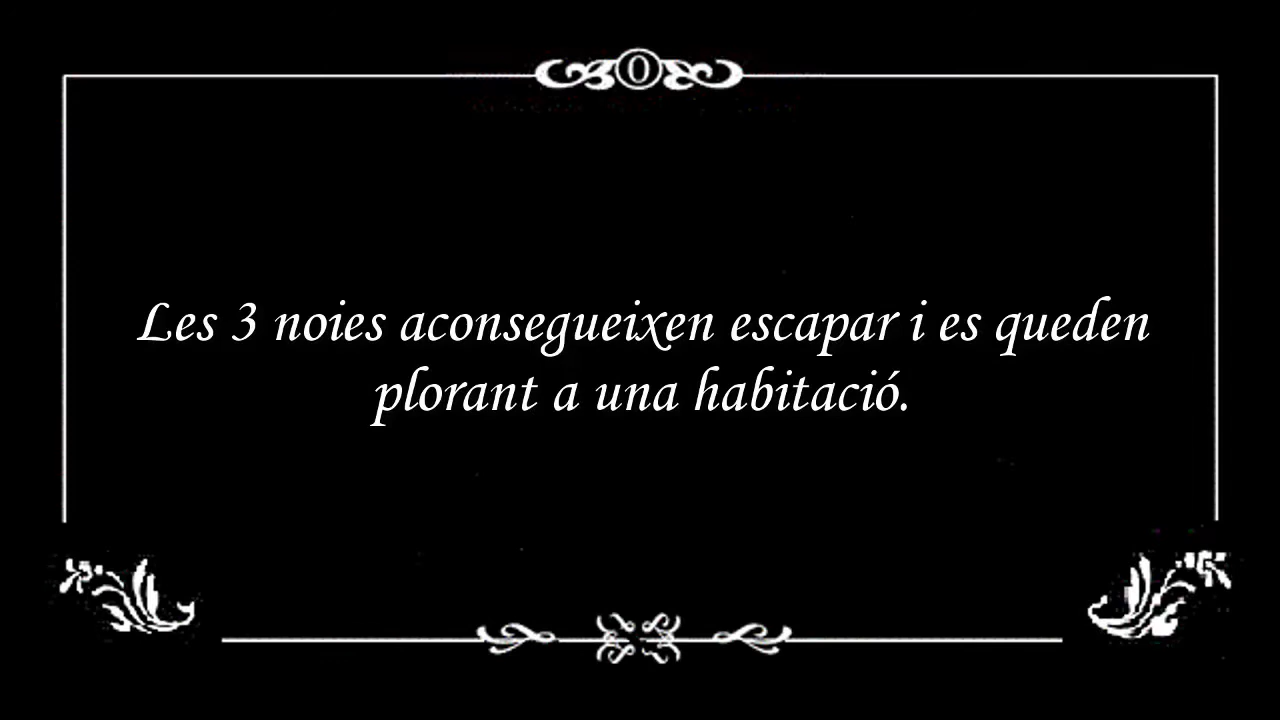 O
Les 3 noies aconsegueixen escapar i es queden
plorant a una habitació.